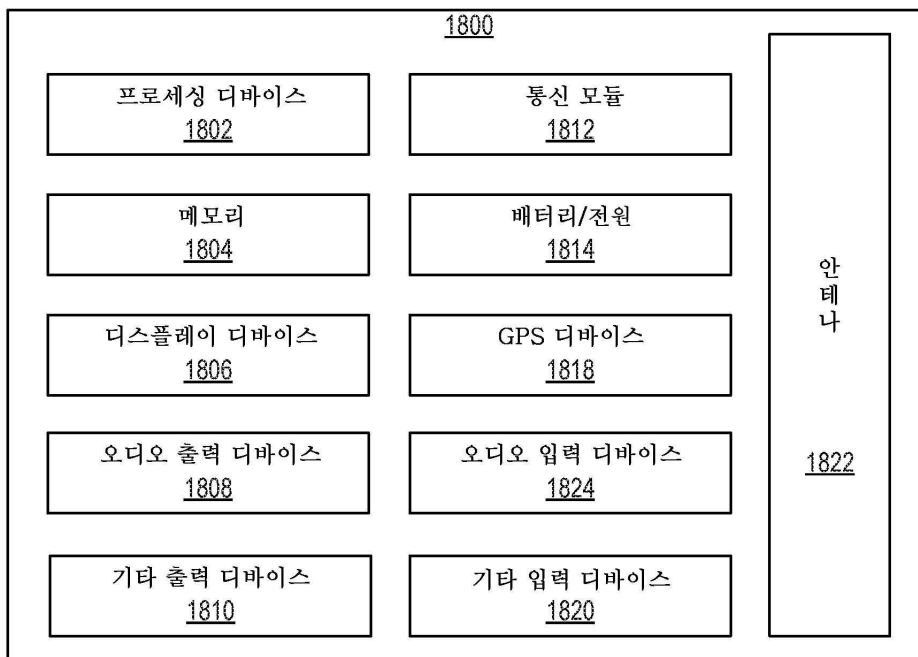 1800
프로세싱 디바이스
1802
통신 모듈
1812
메모리
1804
배터리/전원
1814
디스플레이 디바이스
1806
GPS 디바이스
1818
오디오 출력 디바이스
1808
오디오 입력 디바이스
1824
기타 출력 디바이스
1810
기타 입력 디바이스
1820
안테나
1822